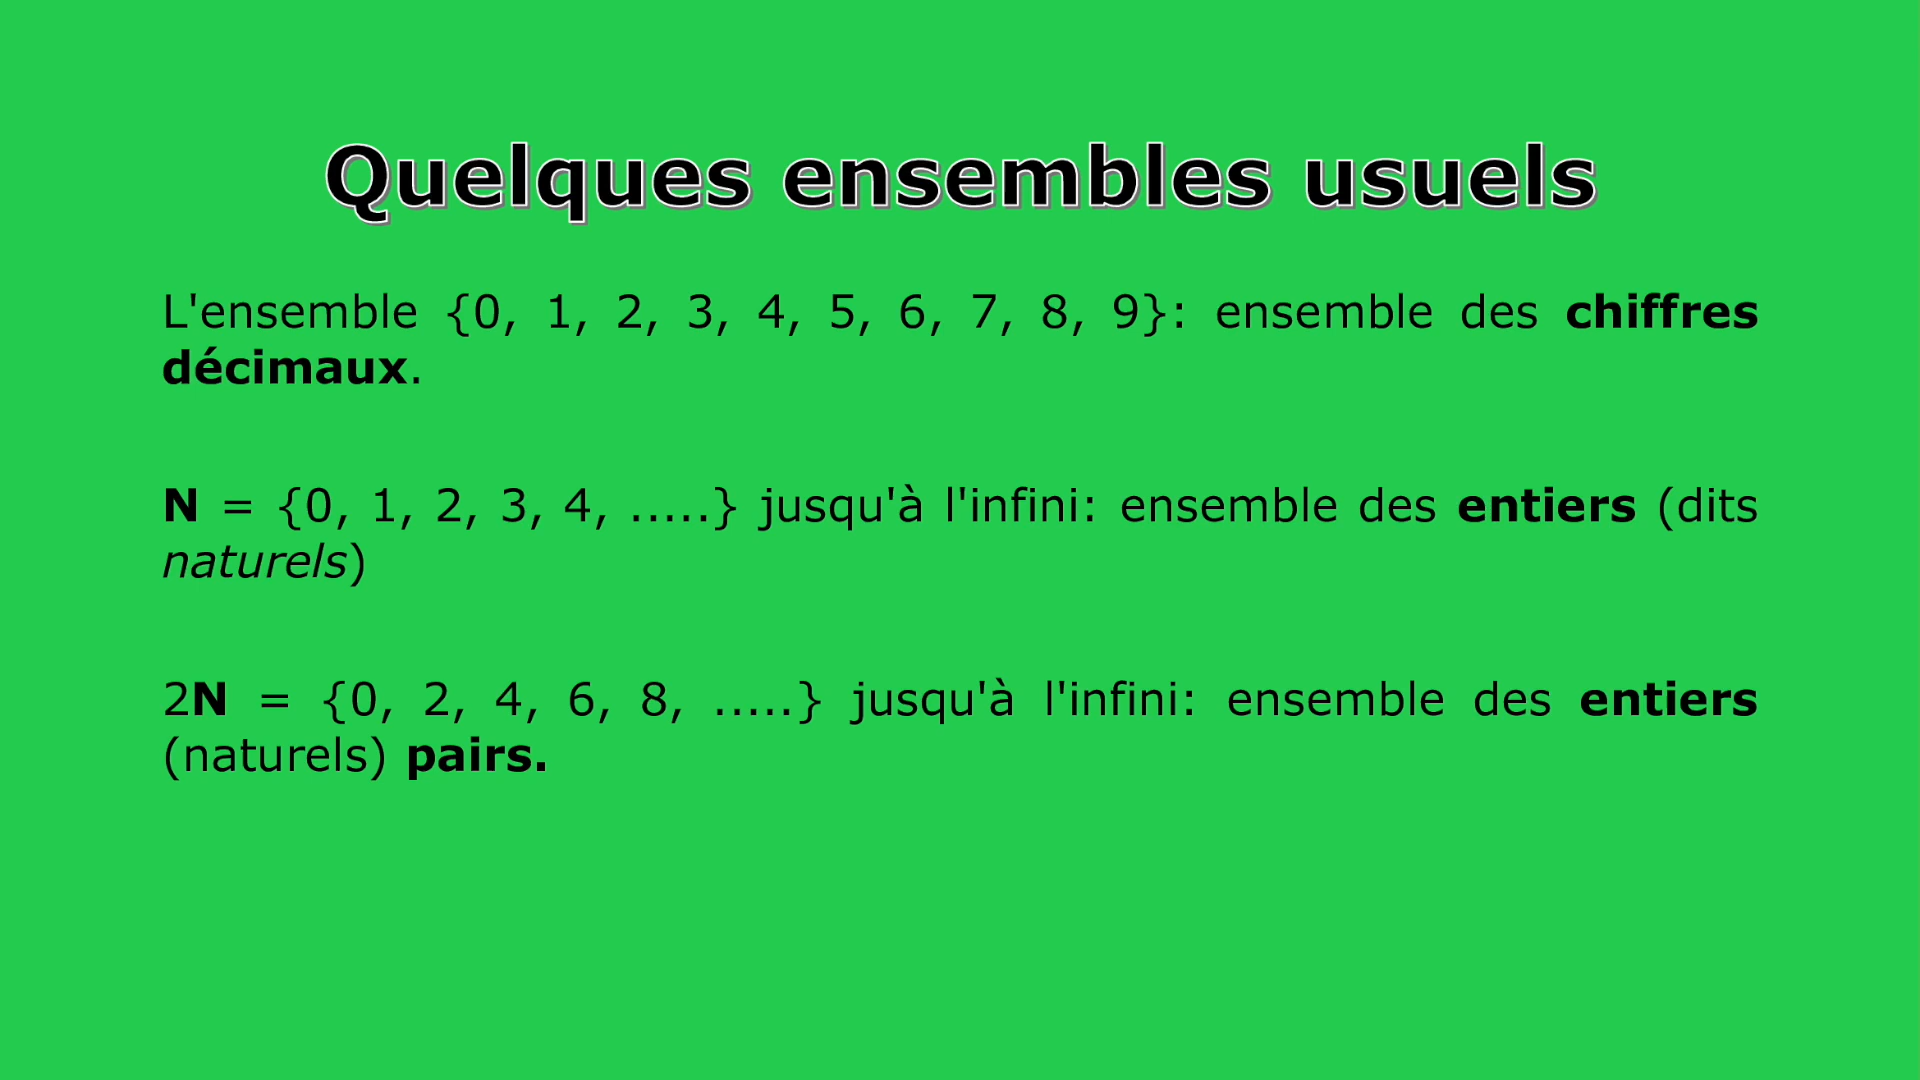 Quelques ensembles usuels
L'ensemble {0, 1, 2, 3, 4, 5, 6, 7, 8, 9}: ensemble des chiffres
décimaux.
N = {0, 1, 2, 3, 4, .....} jusqu'à l'infini: ensemble des entiers (dits
naturels)
2N = {0, 2, 4, 6, 8, .....} jusqu'à l'infini: ensemble des entiers
(naturels) pairs.